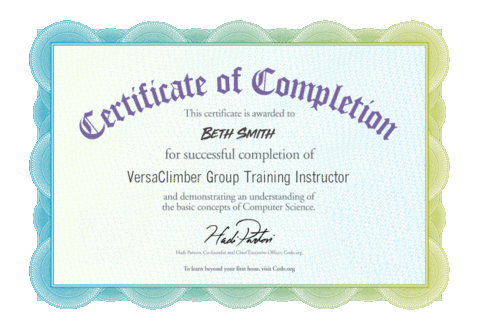 Certificate of Completion
This certificate is awarded to
BETH SMITH
for successful completion of
VersaClimber Group Training Instructor
and demonstrating an understanding of
the basic concepts of Computer Science.
Hadi Partovi
Hadi Partovi, Co-founder and Chief Executive Officer, Code.org
To learn beyond your first hour, visit Code.org